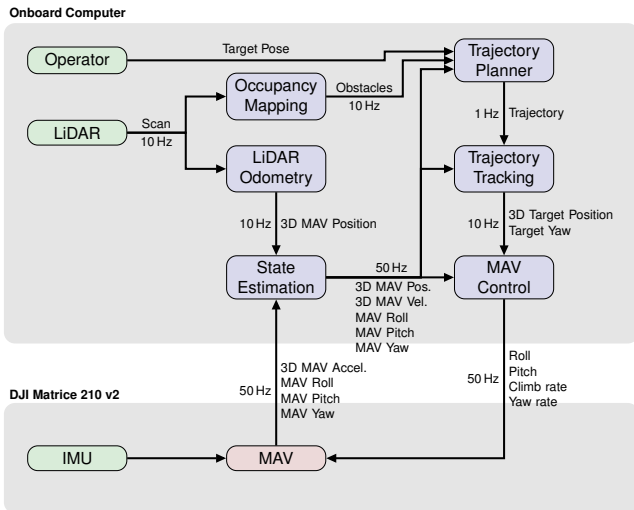 Onboard Computer
Operator
Target Pose
Trajectory
Planner
Occupancy
Mapping
Obstacles
10 Hz
LiDAR
Scan
10 Hz
1 Hz
Trajectory
LiDAR
Odometry
Trajectory
Tracking
10 Hz
3D MAV Position
10 Hz
3D Target Position
Target Yaw
State
Estimation
50 Hz
3D MAV Pos.
3D MAV Vel.
MAV Roll
MAV Pitch
MAV Yaw
MAV
Control
50 Hz
3D MAV Accel.
MAV Roll
MAV Pitch
MAV Yaw
50 Hz
Roll
Pitch
Climb rate
Yaw rate
DJI Matrice 210 v2
IMU
MAV